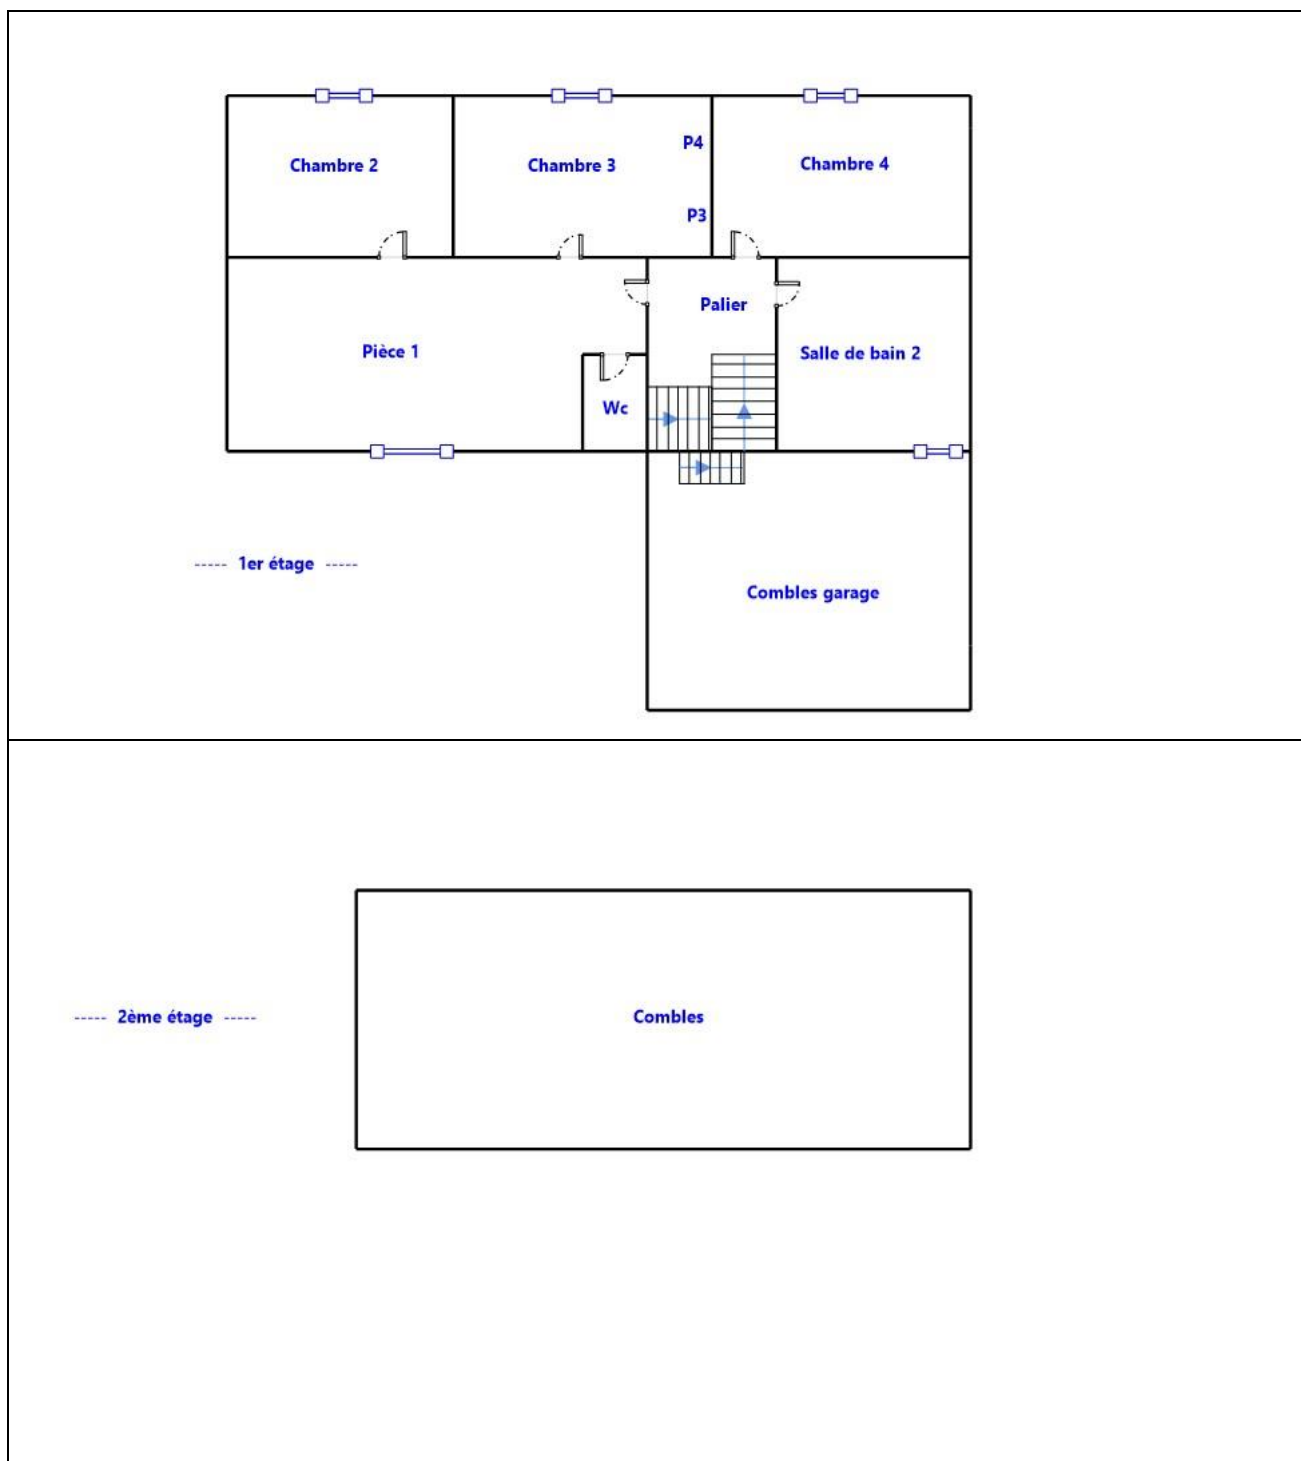 P4
Chambre 2
Chambre 3
Chambre 4
P3
Palier
Pièce 1
Salle de bain 2
Wc
----- 1er étage -----
Combles garage
----- 2ème étage -----
Combles